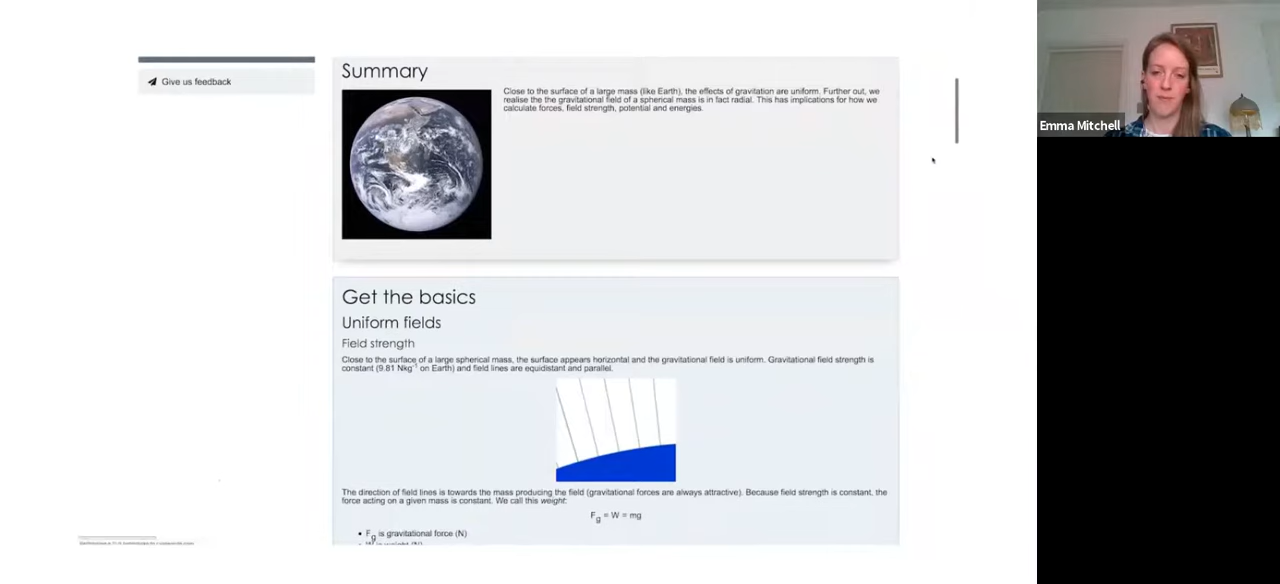 Give us feedback
Summary
Close to the surface of a large mass (like Earth), the effects of gravitation are uniform. Further out, we
realise the the gravitational field of a spherical mass is in fact radial. This has implications for how we
calculate forces, field strength, potential and energies.
Emma Mitchell
Get the basics
Uniform fields
Field strength
Close to the surface of a large spherical mass, the surface appears horizontal and the gravitational field is uniform. Gravitational field strength is
constant (9.81 Nkg⁻¹ on Earth) and field lines are equidistant and parallel.
The direction of field lines is towards the mass producing the field (gravitational forces are always attractive). Because field strength is constant, the
force acting on a given mass is constant. We call this weight:
Fg = W = mg
• Fg is gravitational force (N)